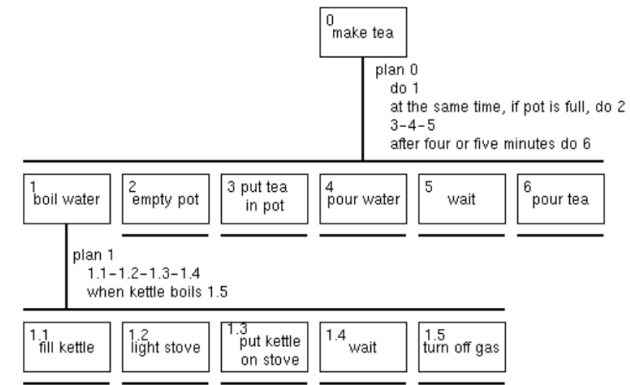 0
make tea
plan 0
do 1
at the same time, if pot is full, do 2
3-4-5
after four or five minutes do 6
1
boil water
2
empty pot
3 put tea
in pot
4
pour water
5
wait
6
pour tea
plan 1
1.1-1.2-1.3-1.4
when kettle boils 1.5
1.1
fill kettle
1.2
light stove
1.3
put kettle
on stove
1.4
wait
1.5
turn off gas